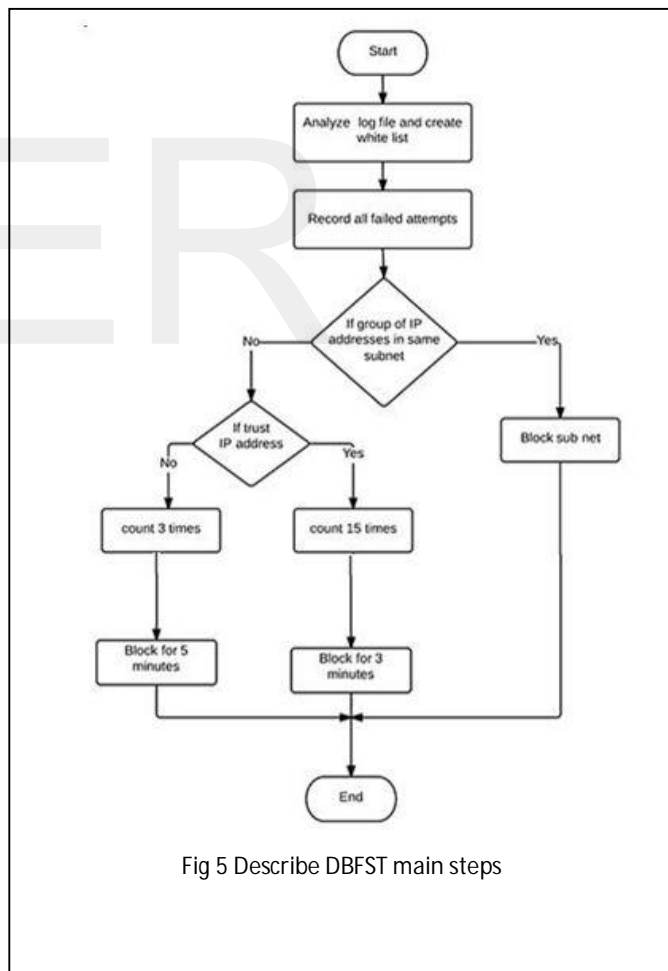 Start
Analyze log file and create
white list
Record all failed attempts
If group of IP
addresses in same
subnet
No
Yes
If trust
IP address
Block sub net
No
Yes
count 3 times
count 15 times
Block for 5
minutes
Block for 3
minutes
End
Fig 5 Describe DBFST main steps
ER